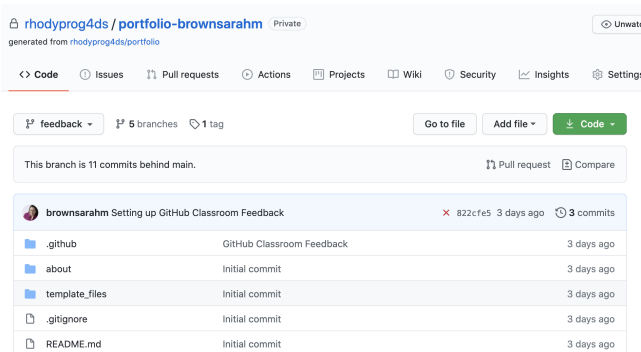 rhodyprog4ds / portfolio-brownsarahm Private
Unwatc
generated from rhodyprog4ds/portfolio
<> Code Issues Pull requests Actions Projects Wiki Security Insights Settings
feedback 5 branches 1 tag Go to file Add file Code
This branch is 11 commits behind main. Pull request Compare
brownsarahm Setting up GitHub Classroom Feedback 822cfe5 3 days ago 3 commits
.github GitHub Classroom Feedback 3 days ago
about Initial commit 3 days ago
template_files Initial commit 3 days ago
.gitignore Initial commit 3 days ago
README.md Initial commit 3 days ago